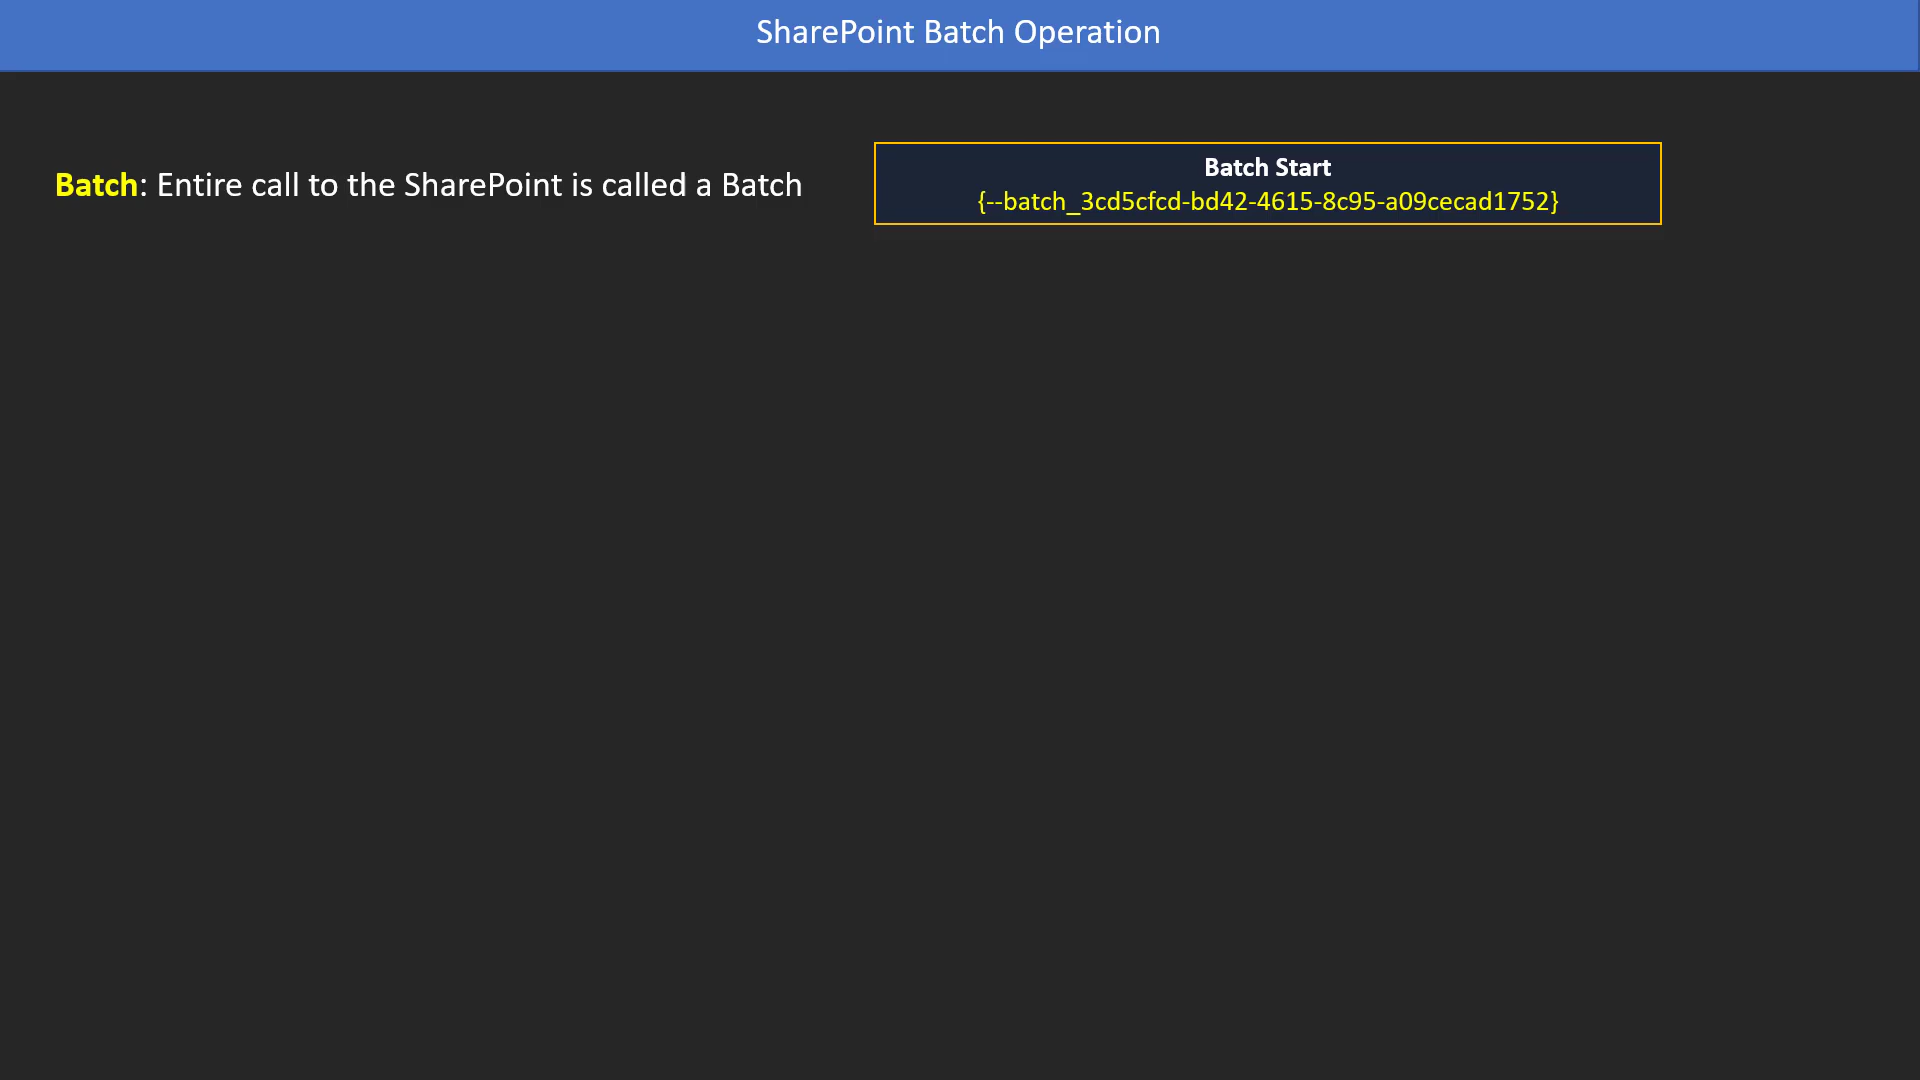 SharePoint Batch Operation
Batch: Entire call to the SharePoint is called a Batch
Batch Start
{--batch_3cd5cfcd-bd42-4615-8c95-a09cecad1752}